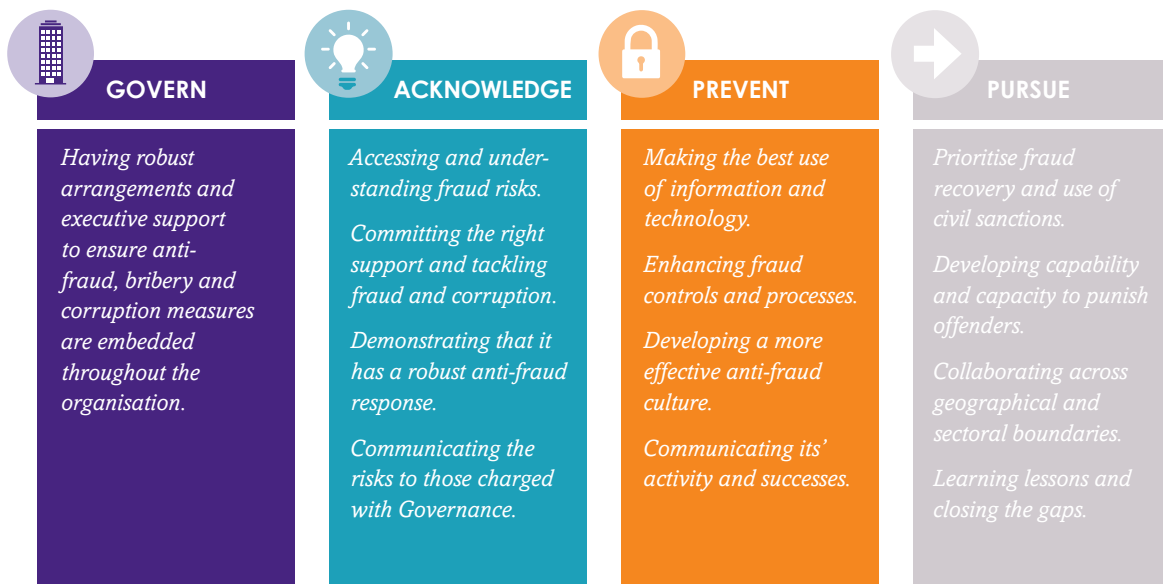 GOVERN
Having robust
arrangements and
executive support
to ensure anti-
fraud, bribery and
corruption measures
are embedded
throughout the
organisation.
ACKNOWLEDGE
Accessing and under-
standing fraud risks.
Committing the right
support and tackling
fraud and corruption.
Demonstrating that it
has a robust anti-fraud
response.
Communicating the
risks to those charged
with Governance.
PREVENT
Making the best use
of information and
technology.
Enhancing fraud
controls and processes.
Developing a more
effective anti-fraud
culture.
Communicating its’
activity and successes.
PURSUE
Prioritise fraud
recovery and use of
civil sanctions.
Developing capability
and capacity to punish
offenders.
Collaborating across
geographical and
sectoral boundaries.
Learning lessons and
closing the gaps.